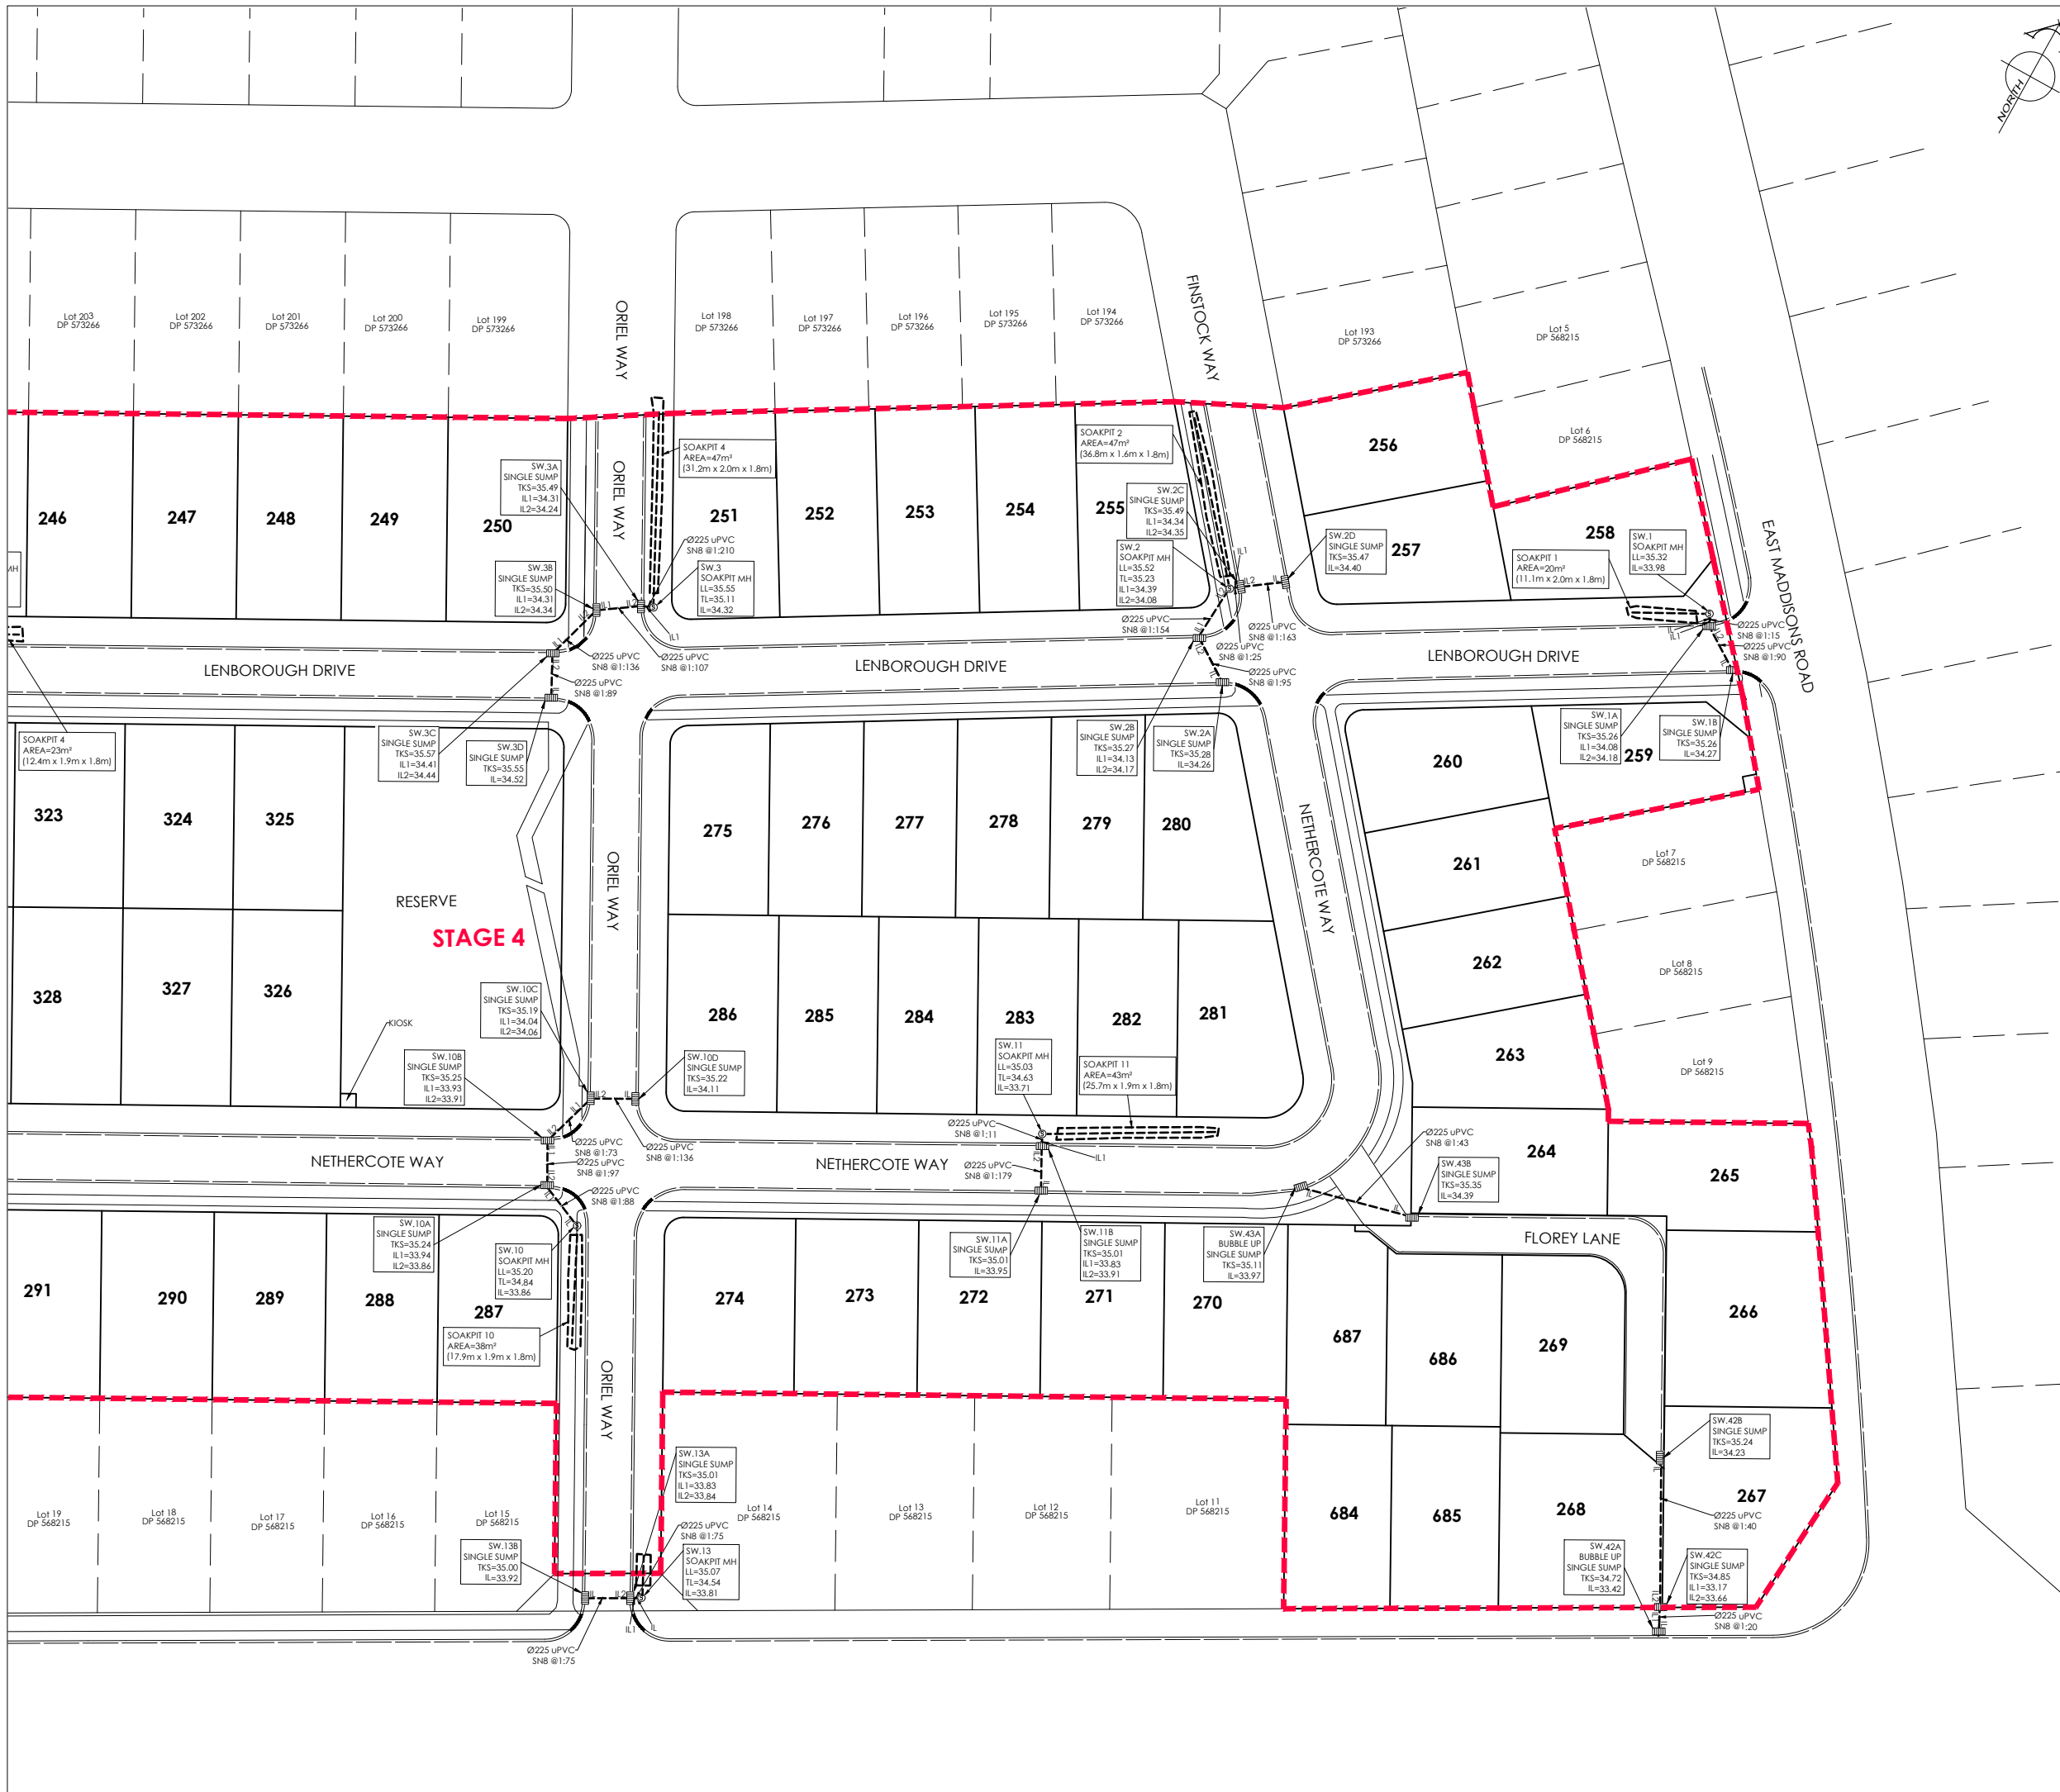 NORTH
Lot 203
DP 573266
Lot 202
DP 573266
Lot 201
DP 573266
Lot 200
DP 573266
Lot 199
DP 573266
ORIEL WAY
Lot 198
DP 573266
Lot 197
DP 573266
Lot 196
DP 573266
Lot 195
DP 573266
Lot 194
DP 573266
FINSTOCK WAY
Lot 193
DP 573266
Lot 5
DP 568215
Lot 6
DP 568215
EAST MADDISONS ROAD
246
247
248
249
250
SW.3A
SINGLE SUMP
TKS=35.49
IL1=34.31
IL2=34.24
SW.3B
SINGLE SUMP
TKS=35.50
IL1=34.31
IL2=34.34
ORIEL WAY
SOAKPIT 4
AREA=47m²
(31.2m x 2.0m x 1.8m)
251
252
253
254
255
Ø225 uPVC
SN8 @1:210
SW.3
SOAKPIT MH
LL=35.55
TL=35.11
IL=34.32
SOAKPIT 2
AREA=47m²
(36.8m x 1.6m x 1.8m)
SW.2C
SINGLE SUMP
TKS=35.49
IL1=34.34
IL2=34.35
SW.2
SOAKPIT MH
LL=35.52
TL=35.23
IL1=34.39
IL2=34.08
SW.2D
SINGLE SUMP
TKS=35.47
IL=34.40
256
257
258
SOAKPIT 1
AREA=20m²
(11.1m x 2.0m x 1.8m)
SW.1
SOAKPIT MH
LL=35.32
IL=33.98
MH
Ø225 uPVC
SN8 @1:136
Ø225 uPVC
SN8 @1:107
Ø225 uPVC
SN8 @1:89
Ø225 uPVC
SN8 @1:154
Ø225 uPVC
SN8 @1:163
Ø225 uPVC
SN8 @1:25
Ø225 uPVC
SN8 @1:95
Ø225 uPVC
SN8 @1:15
Ø225 uPVC
SN8 @1:90
LENBOROUGH DRIVE
LENBOROUGH DRIVE
LENBOROUGH DRIVE
SOAKPIT 4
AREA=23m²
(12.4m x 1.9m x 1.8m)
SW.3C
SINGLE SUMP
TKS=35.57
IL1=34.41
IL2=34.44
SW.3D
SINGLE SUMP
TKS=35.55
IL=34.52
SW.2B
SINGLE SUMP
TKS=35.27
IL1=34.13
IL2=34.17
SW.2A
SINGLE SUMP
TKS=35.28
IL=34.26
SW.1A
SINGLE SUMP
TKS=35.26
IL1=34.08
IL2=34.18
SW.1B
SINGLE SUMP
TKS=35.26
IL=34.27
259
260
261
262
263
323
324
325
RESERVE
STAGE 4
ORIEL WAY
275
276
277
278
279
280
NETHERCOTE WAY
Lot 7
DP 568215
Lot 8
DP 568215
Lot 9
DP 568215
328
327
326
KIOSK
SW.10C
SINGLE SUMP
TKS=35.19
IL1=34.04
IL2=34.06
SW.10B
SINGLE SUMP
TKS=35.25
IL1=33.93
IL2=33.91
SW.10D
SINGLE SUMP
TKS=35.22
IL=34.11
286
285
284
283
282
281
SW.11
SOAKPIT MH
LL=35.03
TL=34.63
IL=33.71
SOAKPIT 11
AREA=43m²
(25.7m x 1.9m x 1.8m)
Ø225 uPVC
SN8 @1:73
Ø225 uPVC
SN8 @1:97
Ø225 uPVC
SN8 @1:136
Ø225 uPVC
SN8 @1:88
Ø225 uPVC
SN8 @1:11
Ø225 uPVC
SN8 @1:179
IL1
Ø225 uPVC
SN8 @1:43
SW.43B
SINGLE SUMP
TKS=35.35
IL=34.39
NETHERCOTE WAY
NETHERCOTE WAY
264
265
FLOREY LANE
291
290
289
288
287
SW.10A
SINGLE SUMP
TKS=35.24
IL1=33.94
IL2=33.86
SW.10
SOAKPIT MH
LL=35.20
TL=34.84
IL=33.86
SOAKPIT 10
AREA=38m²
(17.9m x 1.9m x 1.8m)
ORIEL WAY
274
273
272
271
270
SW.11A
SINGLE SUMP
TKS=35.01
IL=33.95
SW.11B
SINGLE SUMP
TKS=35.01
IL1=33.83
IL2=33.91
SW.43A
BUBBLE UP
SINGLE SUMP
TKS=35.11
IL=33.97
687
686
269
266
SW.42B
SINGLE SUMP
TKS=35.24
IL=34.23
267
Ø225 uPVC
SN8 @1:40
Lot 19
DP 568215
Lot 18
DP 568215
Lot 17
DP 568215
Lot 16
DP 568215
Lot 15
DP 568215
SW.13B
SINGLE SUMP
TKS=35.00
IL=33.92
SW.13A
SINGLE SUMP
TKS=35.01
IL1=33.83
IL2=33.84
Ø225 uPVC
SN8 @1:75
SW.13
SOAKPIT MH
LL=35.07
TL=34.54
IL=33.81
Lot 14
DP 568215
Lot 13
DP 568215
Lot 12
DP 568215
Lot 11
DP 568215
684
685
268
SW.42A
BUBBLE UP
SINGLE SUMP
TKS=34.72
IL=33.42
SW.42C
SINGLE SUMP
TKS=34.85
IL1=33.17
IL2=33.66
Ø225 uPVC
SN8 @1:20
IL1
IL
Ø225 uPVC
SN8 @1:75